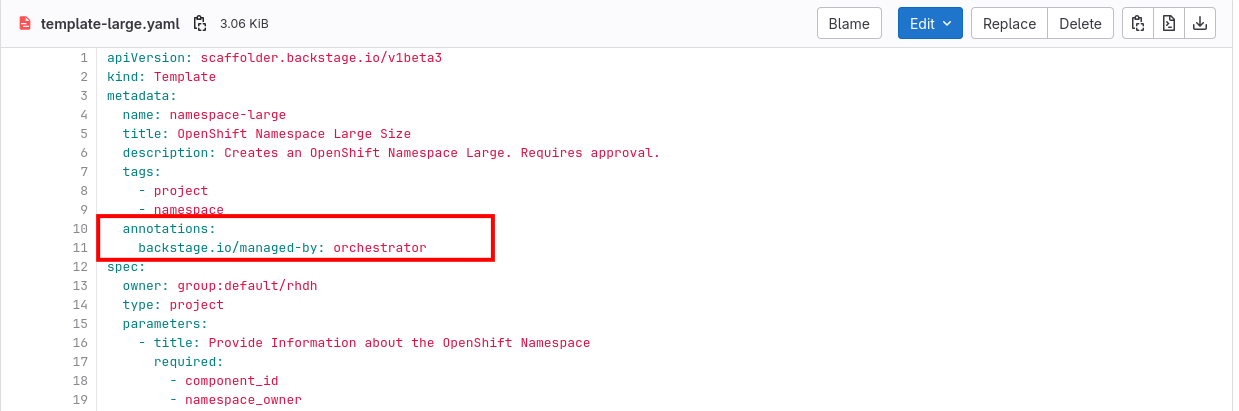 template-large.yaml 3.06 KiB Blame Edit Replace Delete
1 apiVersion: scaffolder.backstage.io/v1beta3
2 kind: Template
3 metadata:
4 name: namespace-large
5 title: OpenShift Namespace Large Size
6 description: Creates an OpenShift Namespace Large. Requires approval.
7 tags:
8 - project
9 - namespace
10 annotations:
11 backstage.io/managed-by: orchestrator
12 spec:
13 owner: group:default/rhdh
14 type: project
15 parameters:
16 - title: Provide Information about the OpenShift Namespace
17 required:
18 - component_id
19 - namespace_owner